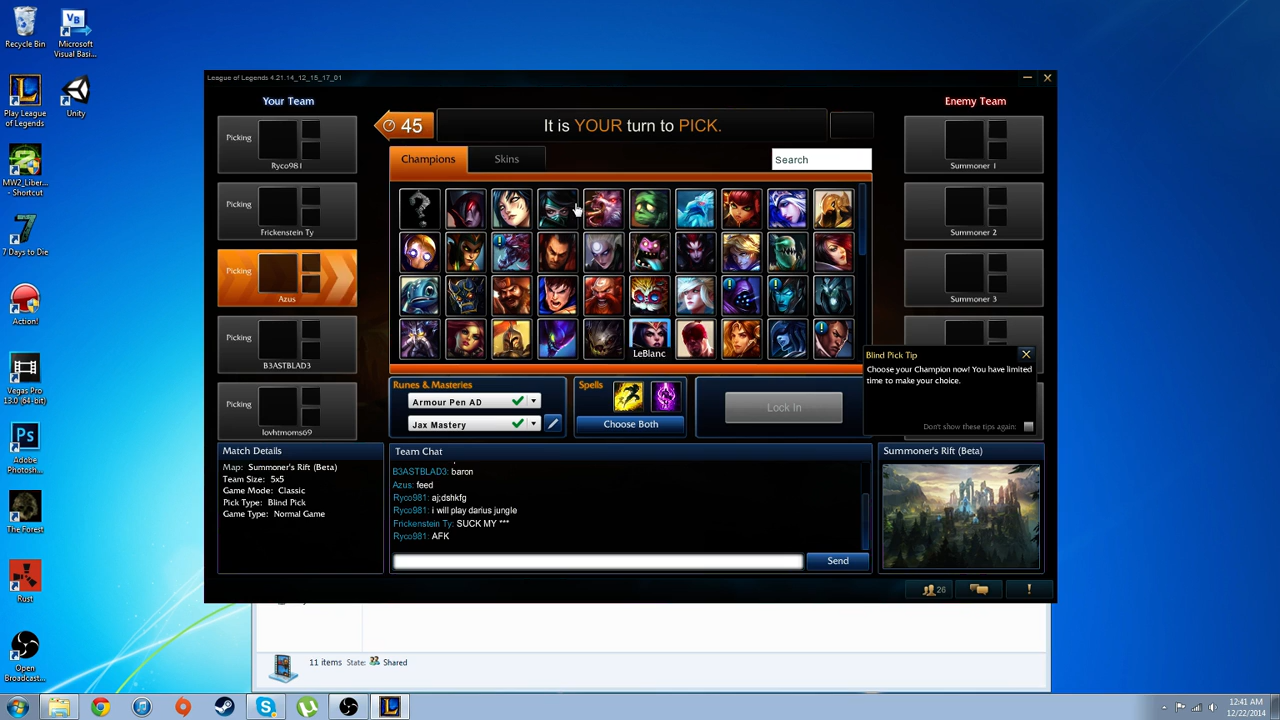 Recycle Bin
Microsoft
Visual Basi...
Play League
of Legends
Unity
MW2_Liber...
- Shortcut
7 Days to Die
Action!
Vegas Pro
13.0 (64-bit)
Adobe
Photosh...
The Forest
Rust
Open
Broadcast...
League of Legends 4.21.14_12_15_17_01
Your Team
45
It is YOUR turn to PICK.
Enemy Team
Champions
Skins
Search
Picking
Ryco981
Picking
Frickenstein Ty
Picking
Azus
Picking
B3ASTBLAD3
Picking
lovhtmoms69
Summoner 1
Summoner 2
Summoner 3
LeBlanc
Blind Pick Tip
Choose your Champion now! You have limited
time to make your choice.
Don't show these tips again:
Runes & Masteries
Armour Pen AD
Jax Mastery
Spells
Choose Both
Lock In
Match Details
Map: Summoner's Rift (Beta)
Team Size: 5x5
Game Mode: Classic
Pick Type: Blind Pick
Game Type: Normal Game
Team Chat
B3ASTBLAD3: baron
Azus: feed
Ryco981: aj;dshkfg
Ryco981: i will play darius jungle
Frickenstein Ty: SUCK MY ***
Ryco981: AFK
Send
Summoner's Rift (Beta)
26
11 items State: Shared
12:41 AM
12/22/2014